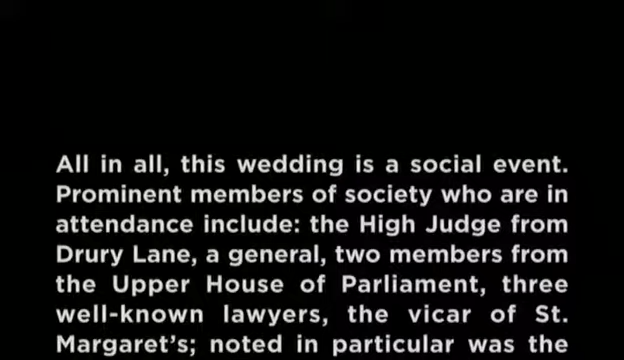 All in all, this wedding is a social event.
Prominent members of society who are in
attendance include: the High Judge from
Drury Lane, a general, two members from
the Upper House of Parliament, three
well-known lawyers, the vicar of St.
Margaret's; noted in particular was the